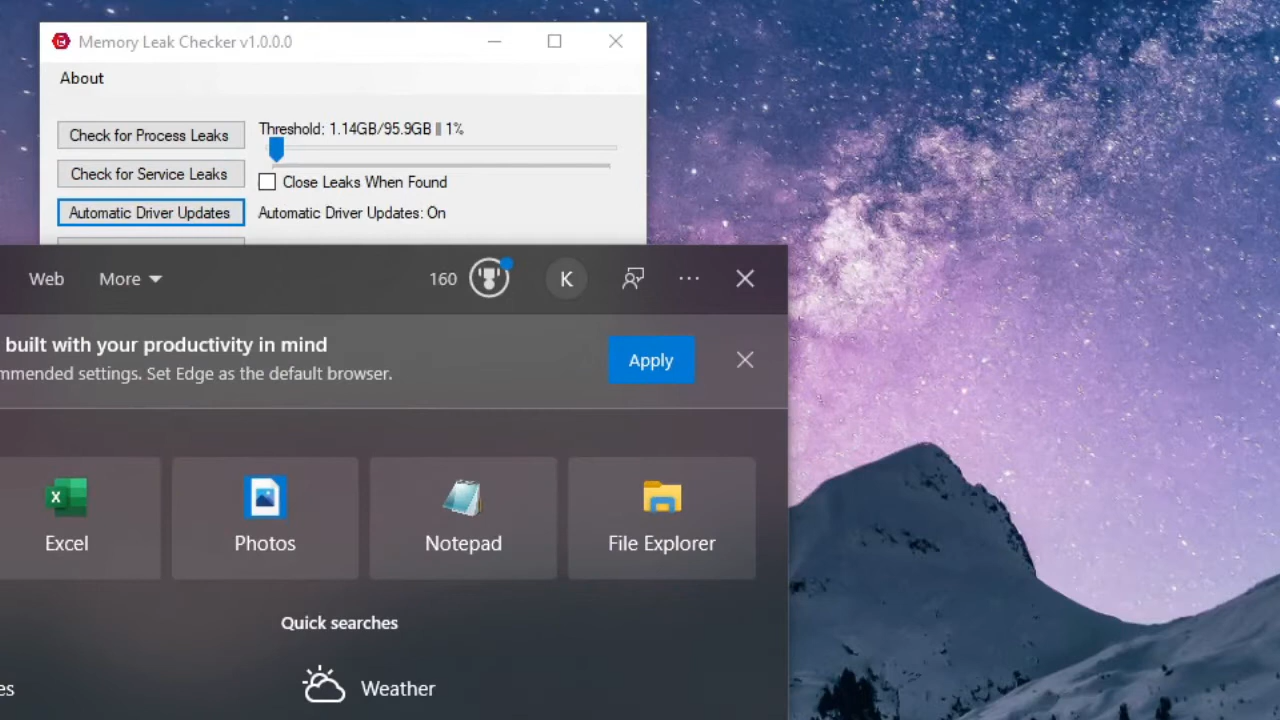 Memory Leak Checker v1.0.0.0
About
Check for Process Leaks
Threshold: 1.14GB/95.9GB || 1%
Check for Service Leaks
Close Leaks When Found
Automatic Driver Updates
Automatic Driver Updates: On
Web
More
160
K
built with your productivity in mind
mmended settings. Set Edge as the default browser.
Apply
Excel
Photos
Notepad
File Explorer
Quick searches
es
Weather